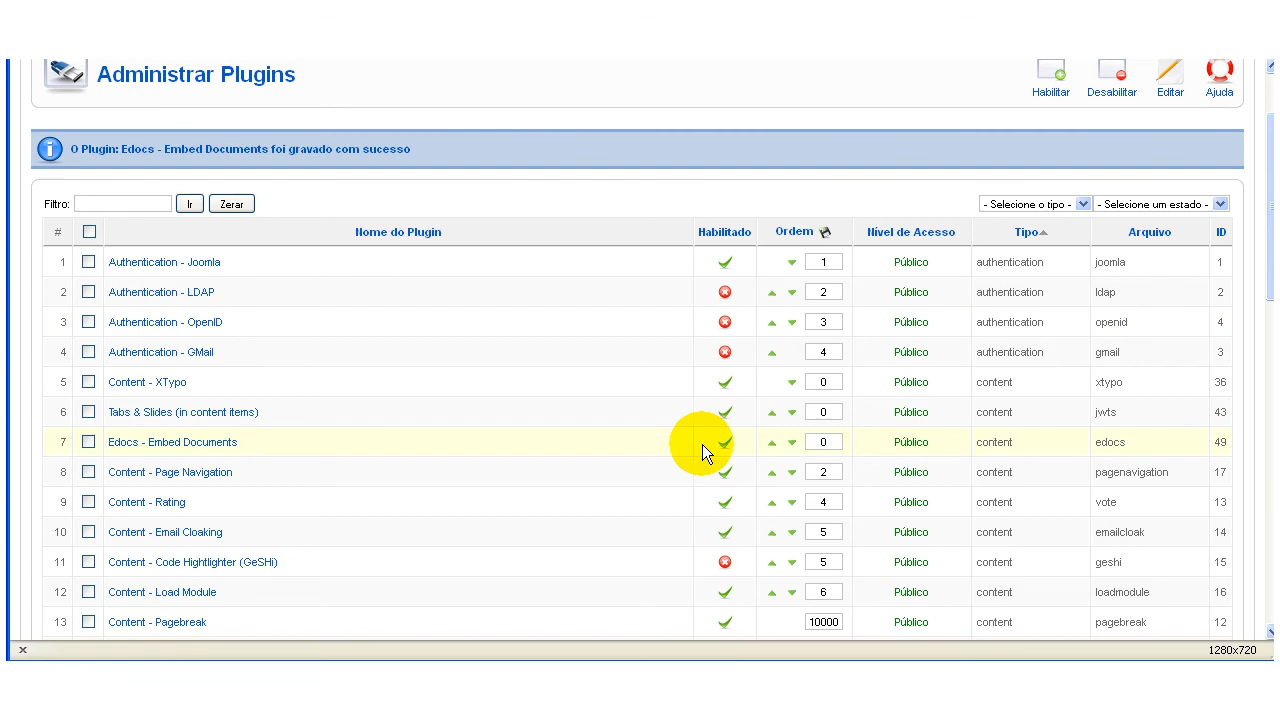 Administrar Plugins
Habilitar Desabilitar Editar Ajuda
O Plugin: Edocs - Embed Documents foi gravado com sucesso
Filtro: Ir Zerar - Selecione o tipo - - Selecione um estado -
# Nome do Plugin Habilitado Ordem Nível de Acesso Tipo Arquivo ID
1 Authentication - Joomla 1 Público authentication joomla 1
2 Authentication - LDAP 2 Público authentication ldap 2
3 Authentication - OpenID 3 Público authentication openid 4
4 Authentication - GMail 4 Público authentication gmail 3
5 Content - XTypo 0 Público content xtypo 36
6 Tabs & Slides (in content items) 0 Público content jwts 43
7 Edocs - Embed Documents 0 Público content edocs 49
8 Content - Page Navigation 2 Público content pagenavigation 17
9 Content - Rating 4 Público content vote 13
10 Content - Email Cloaking 5 Público content emailcloak 14
11 Content - Code Hightlighter (GeSHi) 5 Público content geshi 15
12 Content - Load Module 6 Público content loadmodule 16
13 Content - Pagebreak 10000 Público content pagebreak 12
1280x720